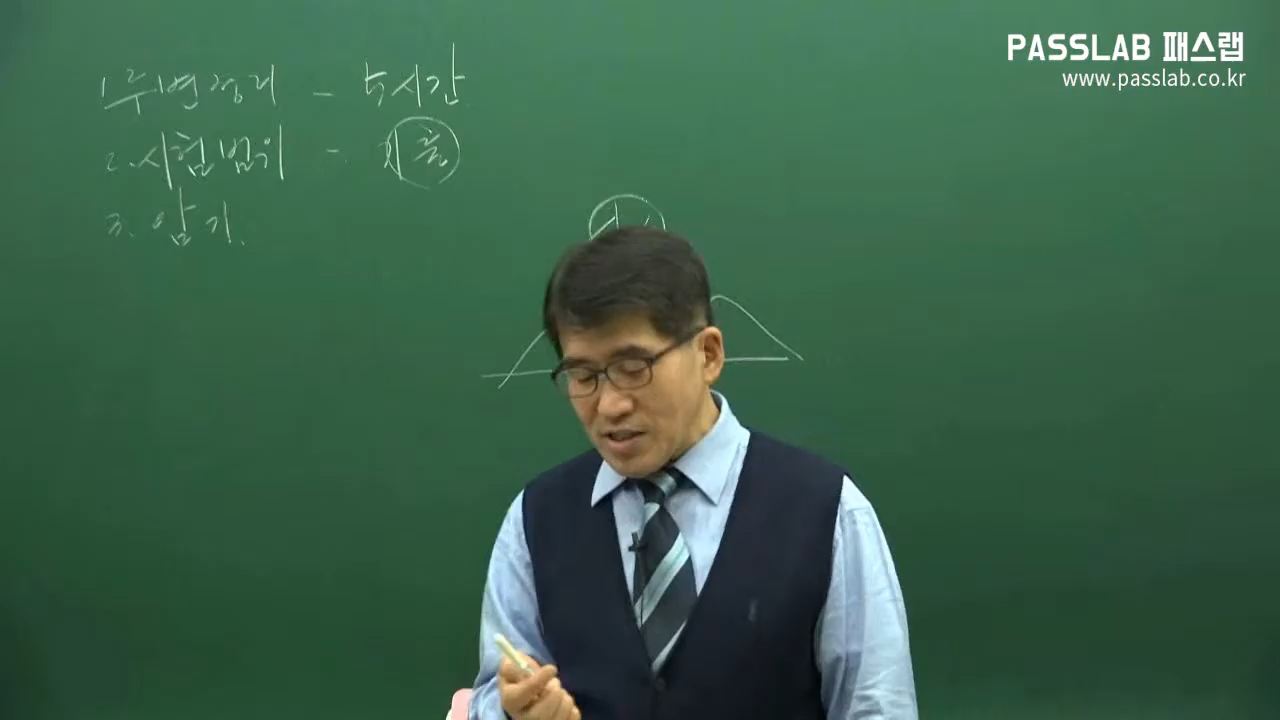 1. 주변정리 - 녹시간
2. 시험범위 - 기출
3. 암기.
PASSLAB 패스랩
www.passlab.co.kr